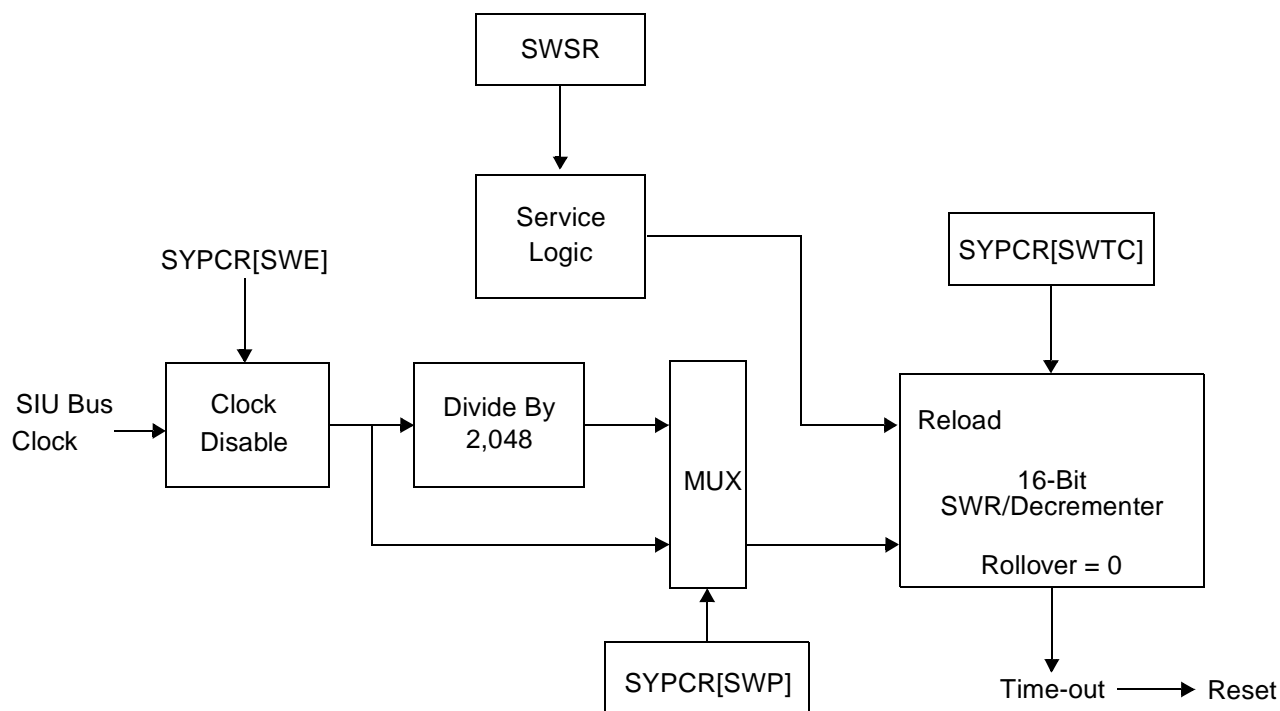 SWSR
Service
Logic
SYPCR[SWE]
SYPCR[SWTC]
SIU Bus
Clock
Clock
Disable
Divide By
2,048
MUX
Reload
16-Bit
SWR/Decrementer
Rollover = 0
SYPCR[SWP]
Time-out
Reset